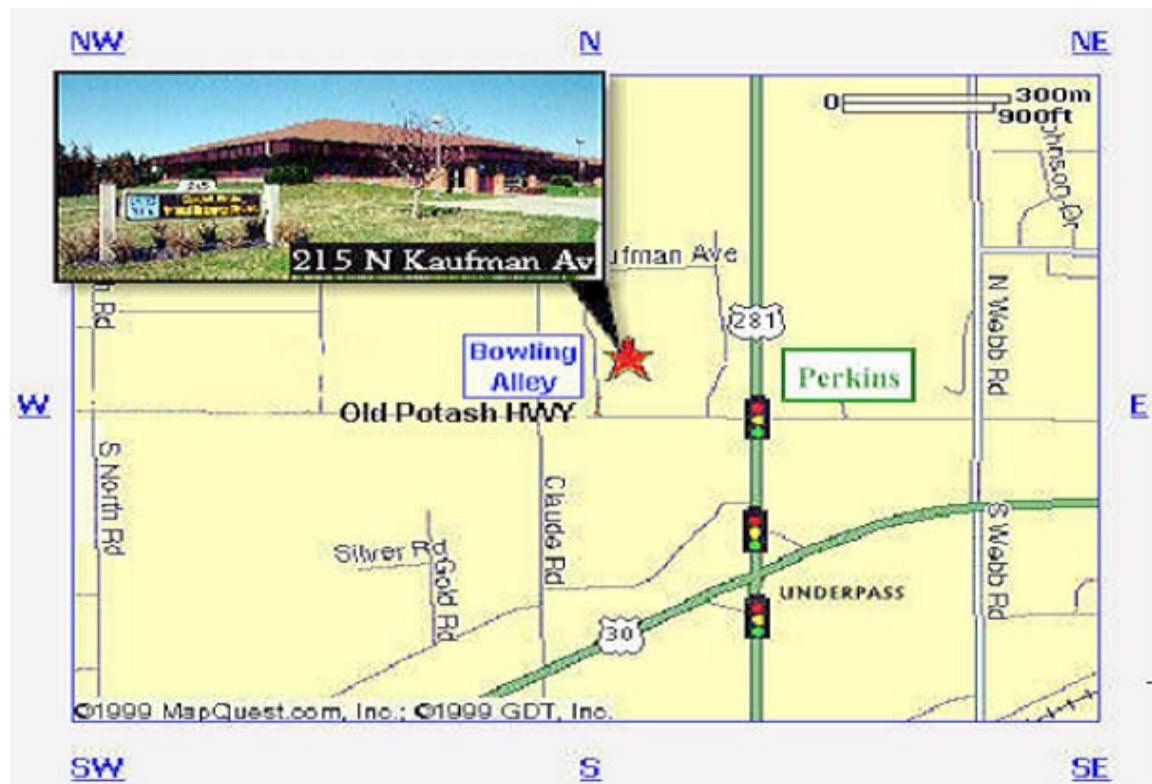 NW
N
NE
0
300m
900ft
215
215 N Kaufman Av
ufman Ave
hnson Dr
N Webb Rd
h Rd
281
Bowling
Alley
Perkins
W
E
Old Potash HWY
S North Rd
Claude Rd
Silver Rd
Gold Rd
S Webb Rd
UNDERPASS
30
©1999 MapQuest.com, Inc.; ©1999 GDT, Inc.
SW
S
SE